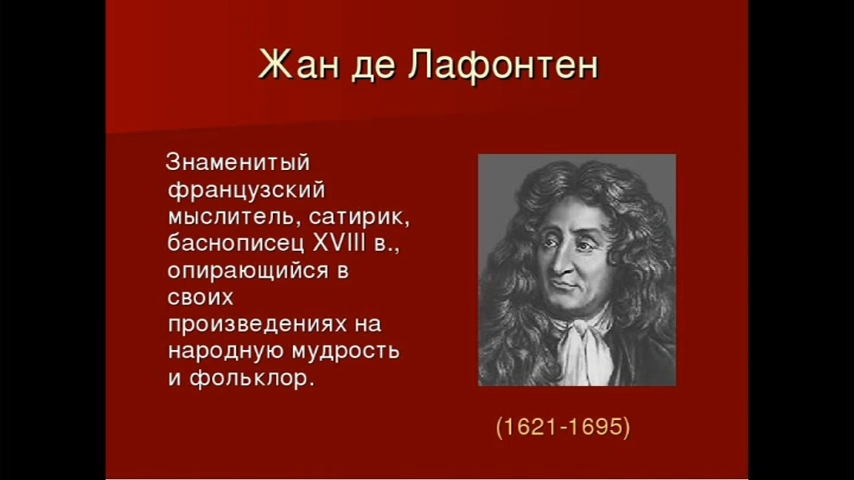 Жан де Лафонтен
Знаменитый
французский
мыслитель, сатирик,
баснописец XVIII в.,
опирающийся в
своих
произведениях на
народную мудрость
и фольклор.
(1621-1695)